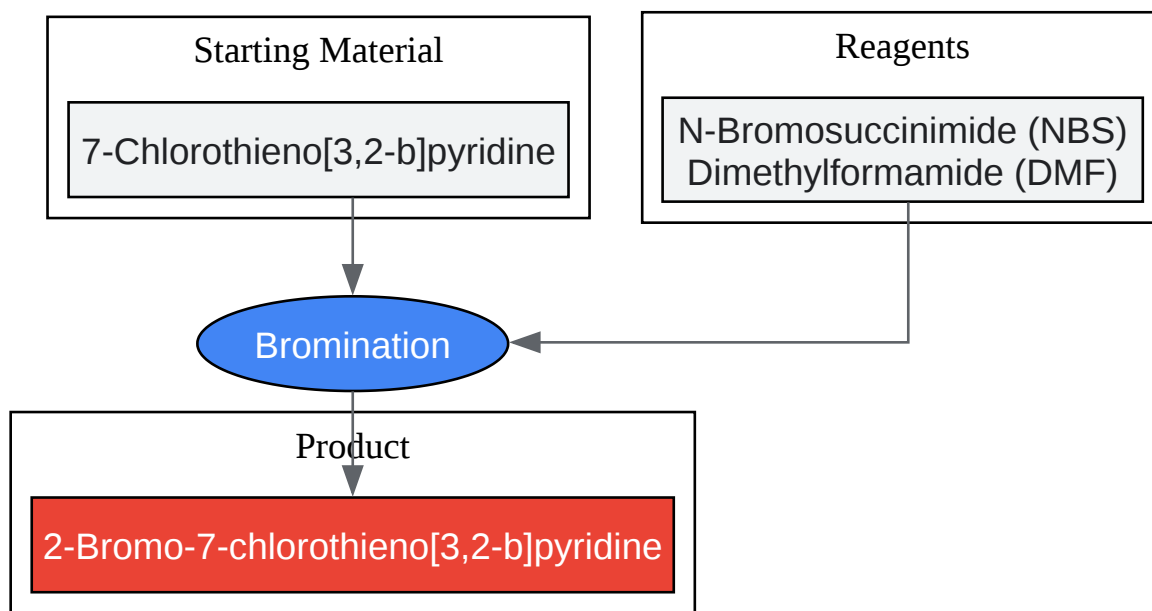 Starting Material
7-Chlorothieno[3,2-b]pyridine
Reagents
N-Bromosuccinimide (NBS)
Dimethylformamide (DMF)
Bromination
Product
2-Bromo-7-chlorothieno[3,2-b]pyridine